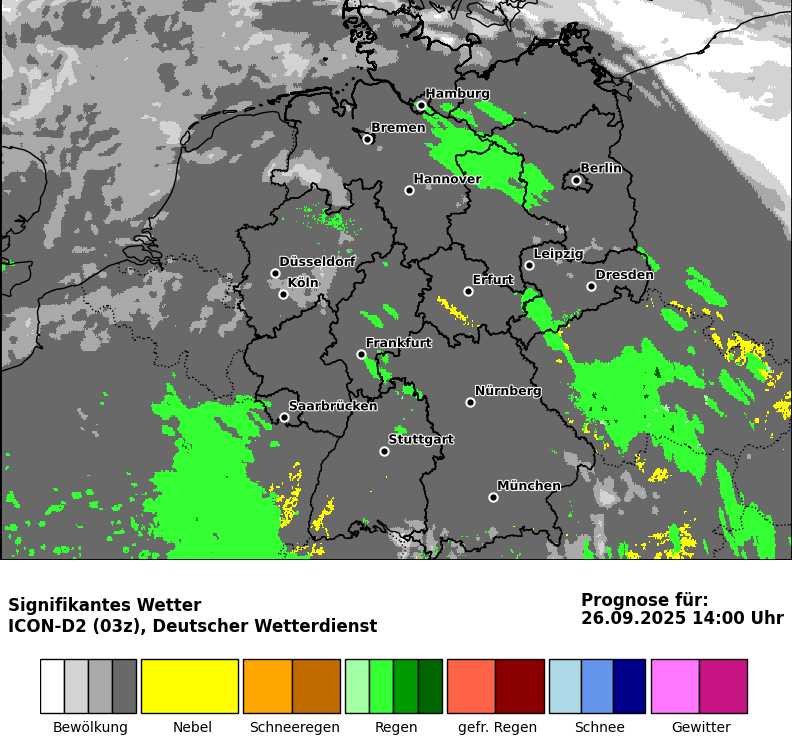 Hamburg
Bremen
Berlin
Hannover
Leipzig
Düsseldorf
Dresden
Köln
Erfurt
Frankfurt
Nürnberg
Saarbrücken
Stuttgart
München
Signifikantes Wetter
ICON-D2 (03z), Deutscher Wetterdienst
Prognose für:
26.09.2025 14:00 Uhr
Bewölkung Nebel Schneeregen Regen gefr. Regen Schnee Gewitter